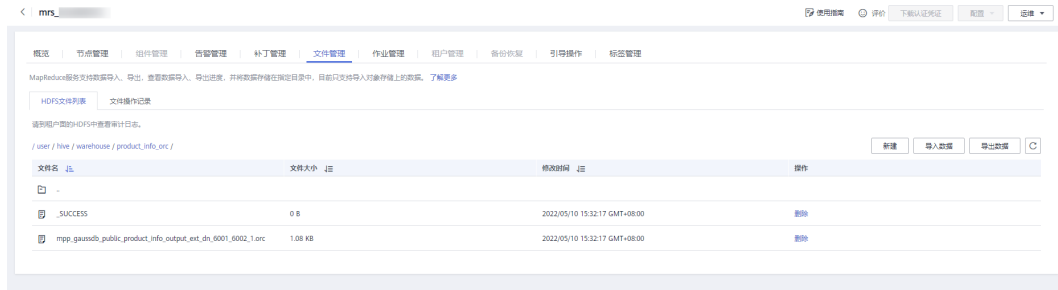 mrs_
使用指南 评价 下载认证凭证 配置 运维
概览 节点管理 组件管理 告警管理 补丁管理 文件管理 作业管理 租户管理 备份恢复 引导操作 标签管理
MapReduce服务支持数据导入、导出、查看数据导入、导出进度，并将数据存储在指定目录中，目前只支持导入对象存储上的数据。 了解更多
HDFS文件列表 文件操作记录
请到租户面的HDFS中查看审计日志。
/ user / hive / warehouse / product_info_orc /
新建 导入数据 导出数据
文件名 文件大小 修改时间 操作
..
_SUCCESS 0 B 2022/05/10 15:32:17 GMT+08:00 删除
mpp_gaussdb_public_product_info_output_ext_dn_6001_6002_1.orc 1.08 KB 2022/05/10 15:32:17 GMT+08:00 删除